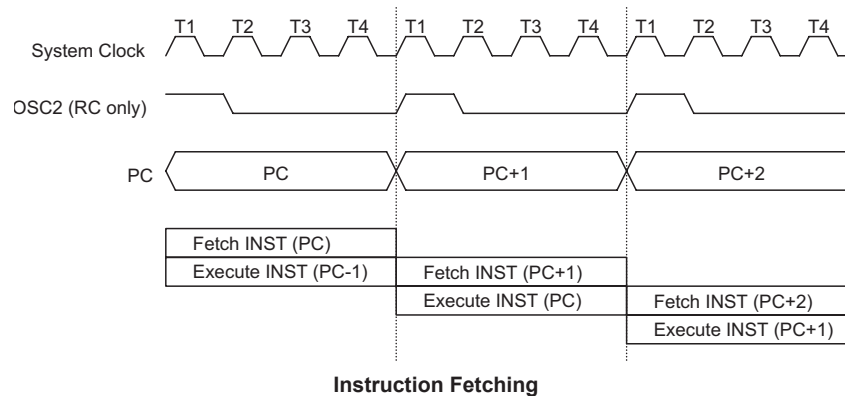 T1 T2 T3 T4 T1 T2 T3 T4 T1 T2 T3 T4
System Clock
OSC2 (RC only)
PC PC PC+1 PC+2
Fetch INST (PC)
Execute INST (PC-1) Fetch INST (PC+1)
Execute INST (PC) Fetch INST (PC+2)
Execute INST (PC+1)
Instruction Fetching